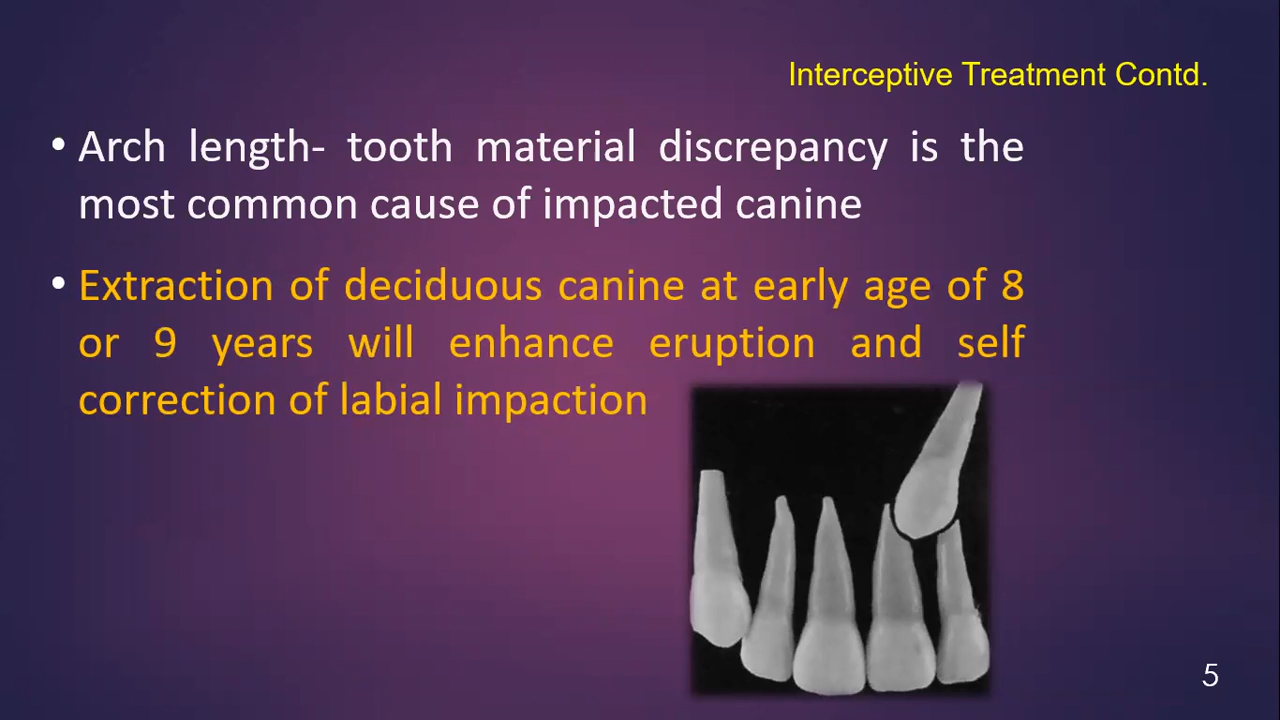 Interceptive Treatment Contd.
• Arch length- tooth material discrepancy is the
most common cause of impacted canine
• Extraction of deciduous canine at early age of 8
or 9 years will enhance eruption and self
correction of labial impaction
5